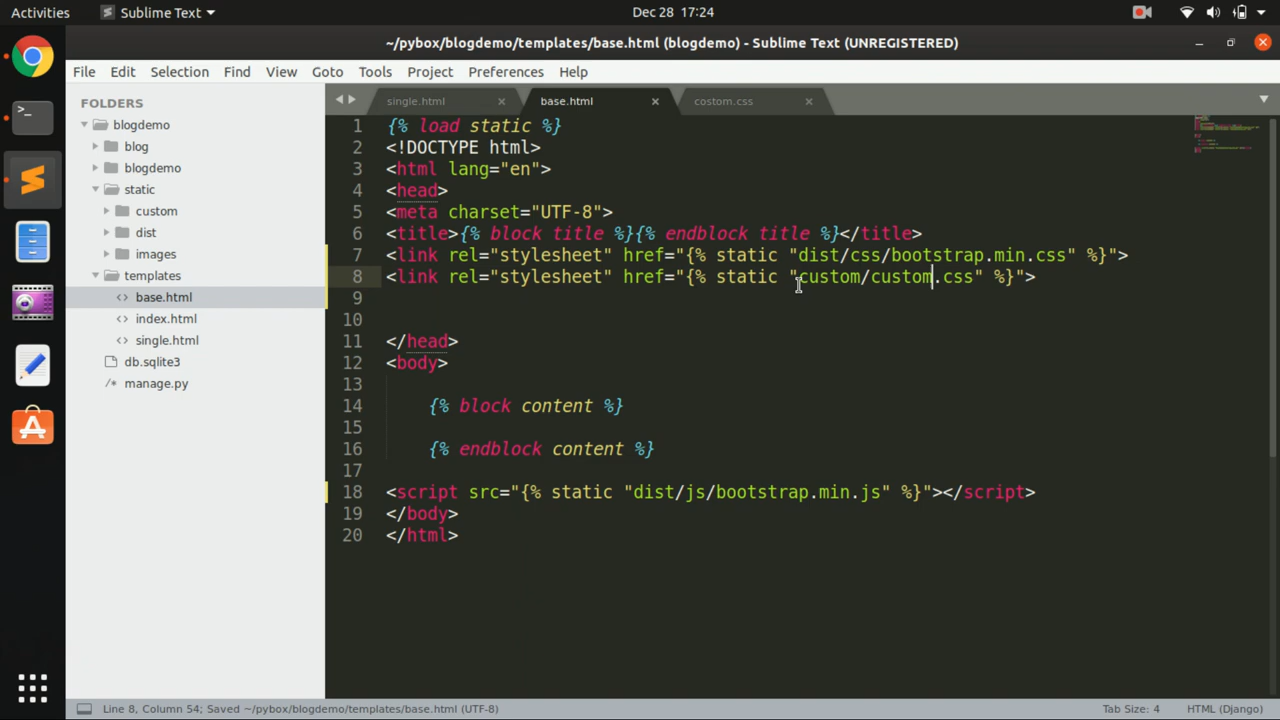 Activities
Sublime Text
Dec 28 17:24
~/pybox/blogdemo/templates/base.html (blogdemo) - Sublime Text (UNREGISTERED)
File Edit Selection Find View Goto Tools Project Preferences Help
FOLDERS
blogdemo
blog
blogdemo
static
custom
dist
images
templates
<> base.html
<> index.html
<> single.html
db.sqlite3
/* manage.py
single.html
base.html
costom.css
1 {% load static %}
2 <!DOCTYPE html>
3 <html lang="en">
4 <head>
5 <meta charset="UTF-8">
6 <title>{% block title %}{% endblock title %}</title>
7 <link rel="stylesheet" href="{% static "dist/css/bootstrap.min.css" %}">
8 <link rel="stylesheet" href="{% static "custom/custom.css" %}">
9
10
11 </head>
12 <body>
13
14 {% block content %}
15
16 {% endblock content %}
17
18 <script src="{% static "dist/js/bootstrap.min.js" %}"></script>
19 </body>
20 </html>
Line 8, Column 54; Saved ~/pybox/blogdemo/templates/base.html (UTF-8)
Tab Size: 4
HTML (Django)